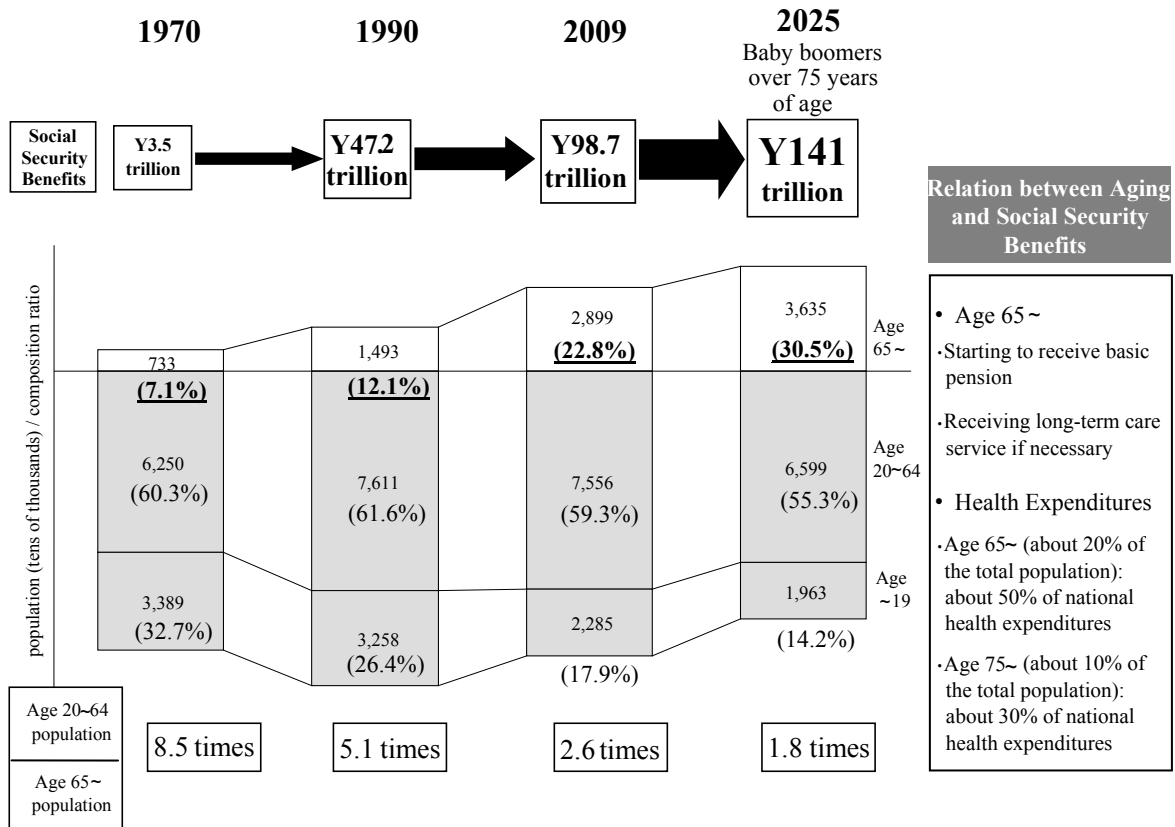 1970
1990
2009
2025
Baby boomers
over 75 years
of age
Social
Security
Benefits
Y3.5
trillion
Y47.2
trillion
Y98.7
trillion
Y141
trillion
Relation between Aging
and Social Security
Benefits
population (tens of thousands) / composition ratio
733
(7.1%)
6,250
(60.3%)
3,389
(32.7%)
1,493
(12.1%)
7,611
(61.6%)
3,258
(26.4%)
2,899
(22.8%)
7,556
(59.3%)
2,285
(17.9%)
3,635
(30.5%)
6,599
(55.3%)
1,963
(14.2%)
Age
65~
Age
20~64
Age
~19
• Age 65~
·Starting to receive basic
pension
·Receiving long-term care
service if necessary
• Health Expenditures
·Age 65~ (about 20% of
the total population):
about 50% of national
health expenditures
·Age 75~ (about 10% of
the total population):
about 30% of national
health expenditures
Age 20~64
population
Age 65~
population
8.5 times
5.1 times
2.6 times
1.8 times